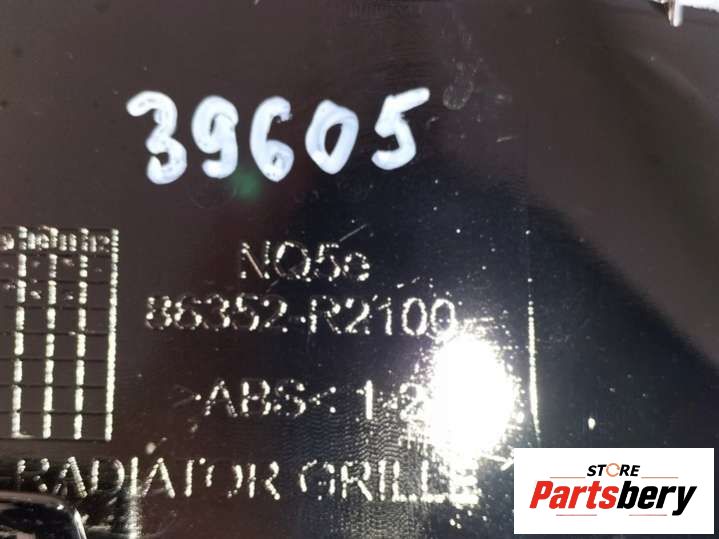 39605
NQ5e
86352-R2100
>ABS<
RADIATOR GRILLE
STORE
Partsbery